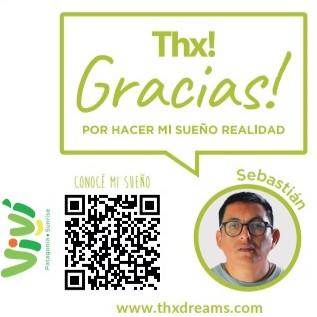 Thx!
Gracias!
POR HACER MI SUEÑO REALIDAD
CONOCÉ MI SUEÑO
Sebastián
Viví
Patagonia • Sunrise
www.thxdreams.com